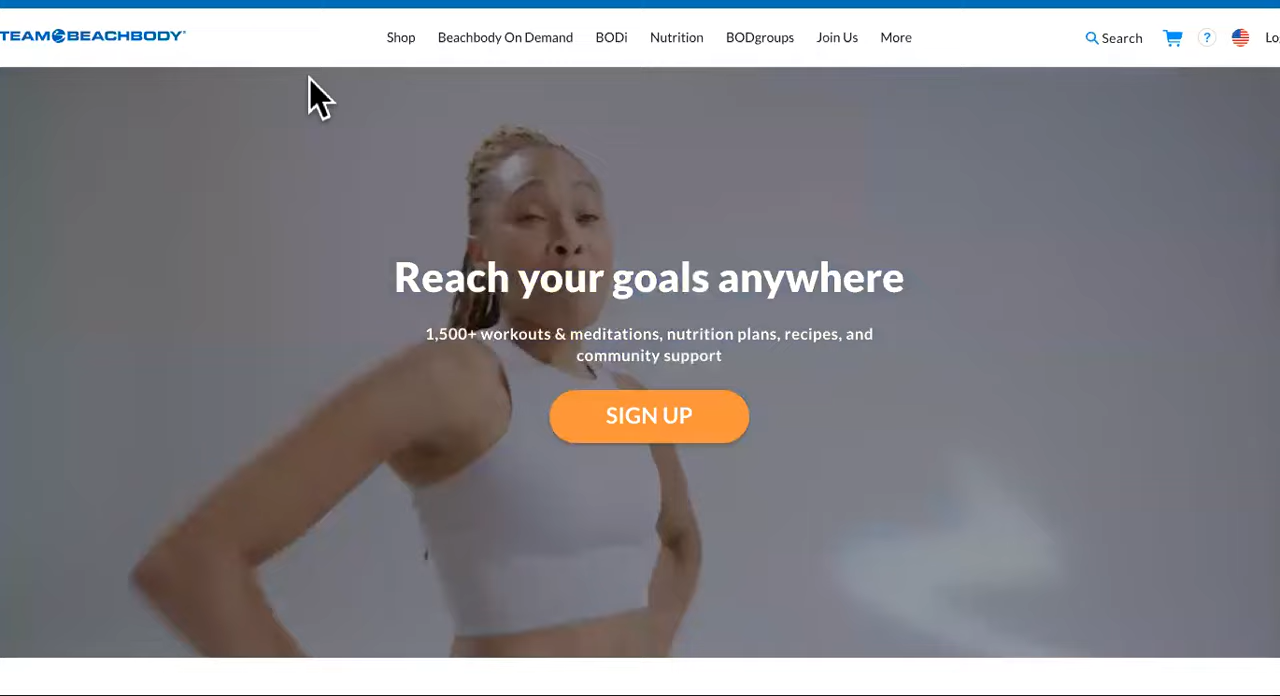 TEAM BEACHBODY
Shop Beachbody On Demand BODi Nutrition BODgroups Join Us More Search ? Lo
Reach your goals anywhere
1,500+ workouts & meditations, nutrition plans, recipes, and
community support
SIGN UP